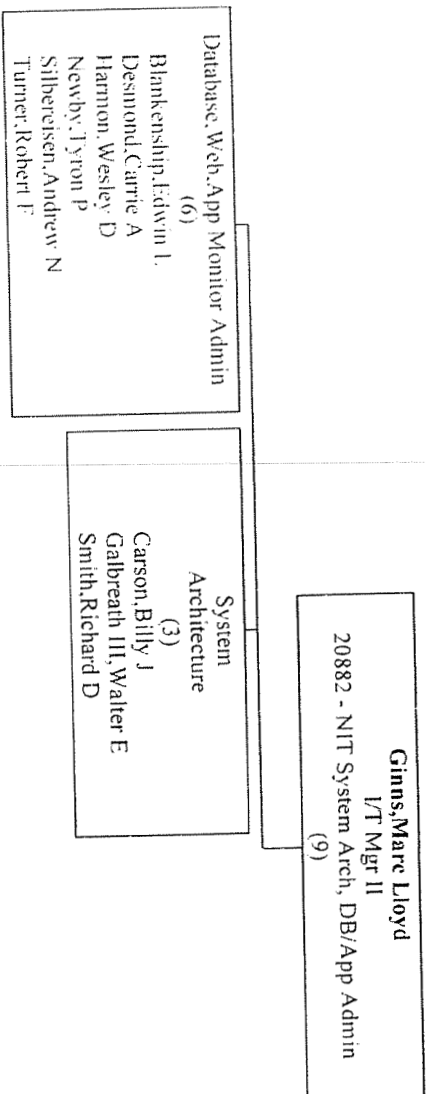 Ginns,Marc Lloyd
I/T Mgr II
20882 - NIT System Arch, DB/App Admin
(9)
Database,Web,App Monitor Admin
(6)
Blankenship,Edwin L
Desmond,Carrie A
Harmon,Wesley D
Newby,Tyron P
Silbereisen,Andrew N
Turner,Robert F
System
Architecture
(3)
Carson,Billy J
Galbreath III,Walter E
Smith,Richard D